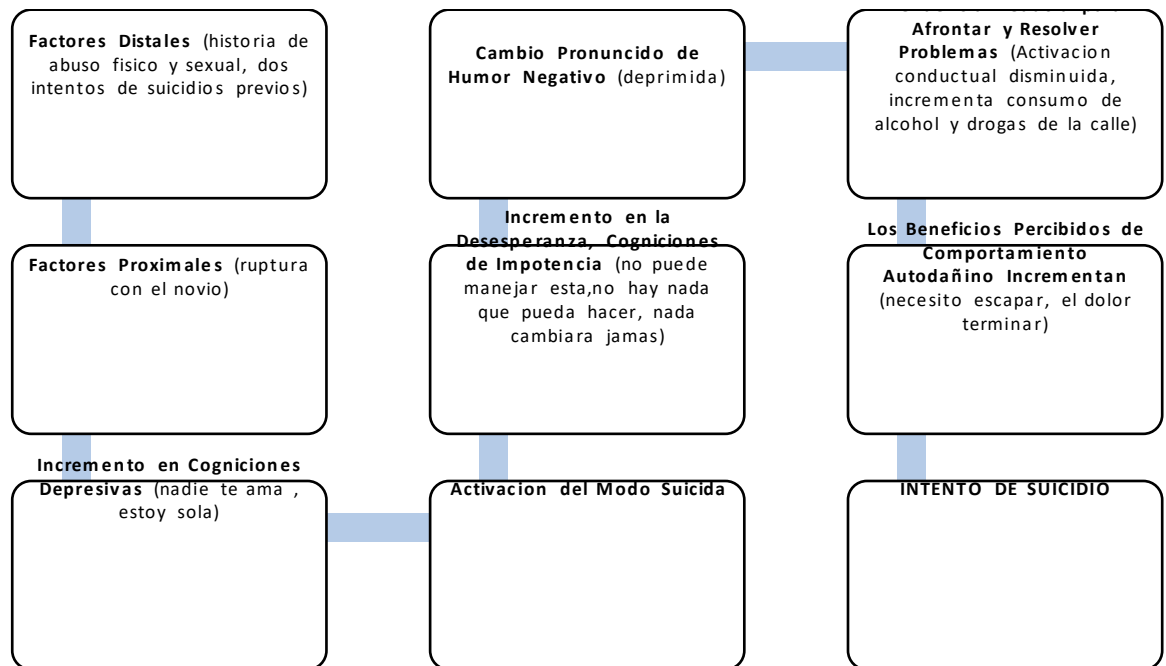 Factores Distales (historia de
abuso fisico y sexual, dos
intentos de suicidios previos)
Factores Proximales (ruptura
con el novio)
Incremento en Cogniciones
Depresivas (nadie te ama ,
estoy sola)
Activacion del Modo Suicida
Incremento en la
Desesperanza, Cogniciones
de Impotencia (no puede
manejar esta,no hay nada
que pueda hacer, nada
cambiara jamas)
Cambio Pronuncido de
Humor Negativo (deprimida)
Afrontar y Resolver
Problemas (Activacion
conductual disminuida,
incrementa consumo de
alcohol y drogas de la calle)
Los Beneficios Percibidos de
Comportamiento
Autodañino Incrementan
(necesito escapar, el dolor
terminar)
INTENTO DE SUICIDIO